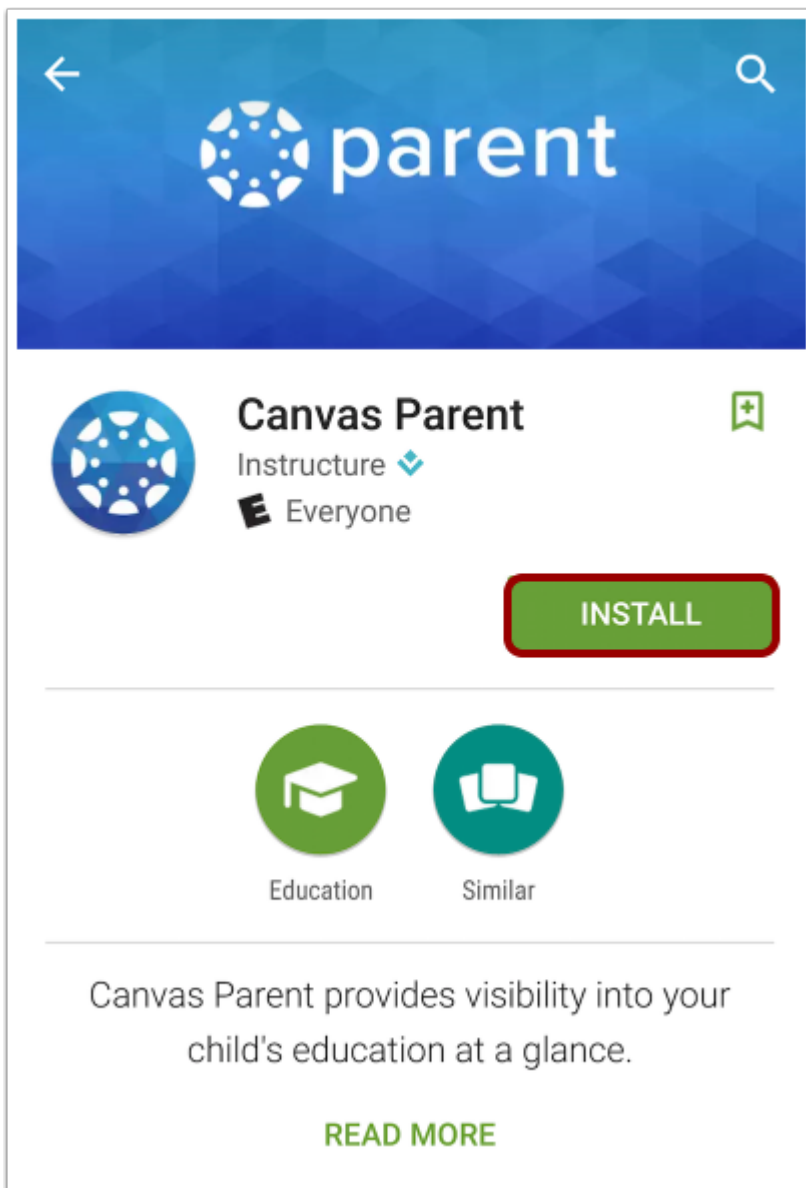 parent
Canvas Parent
Instructure
E Everyone
INSTALL
Education Similar
Canvas Parent provides visibility into your
child's education at a glance.
READ MORE